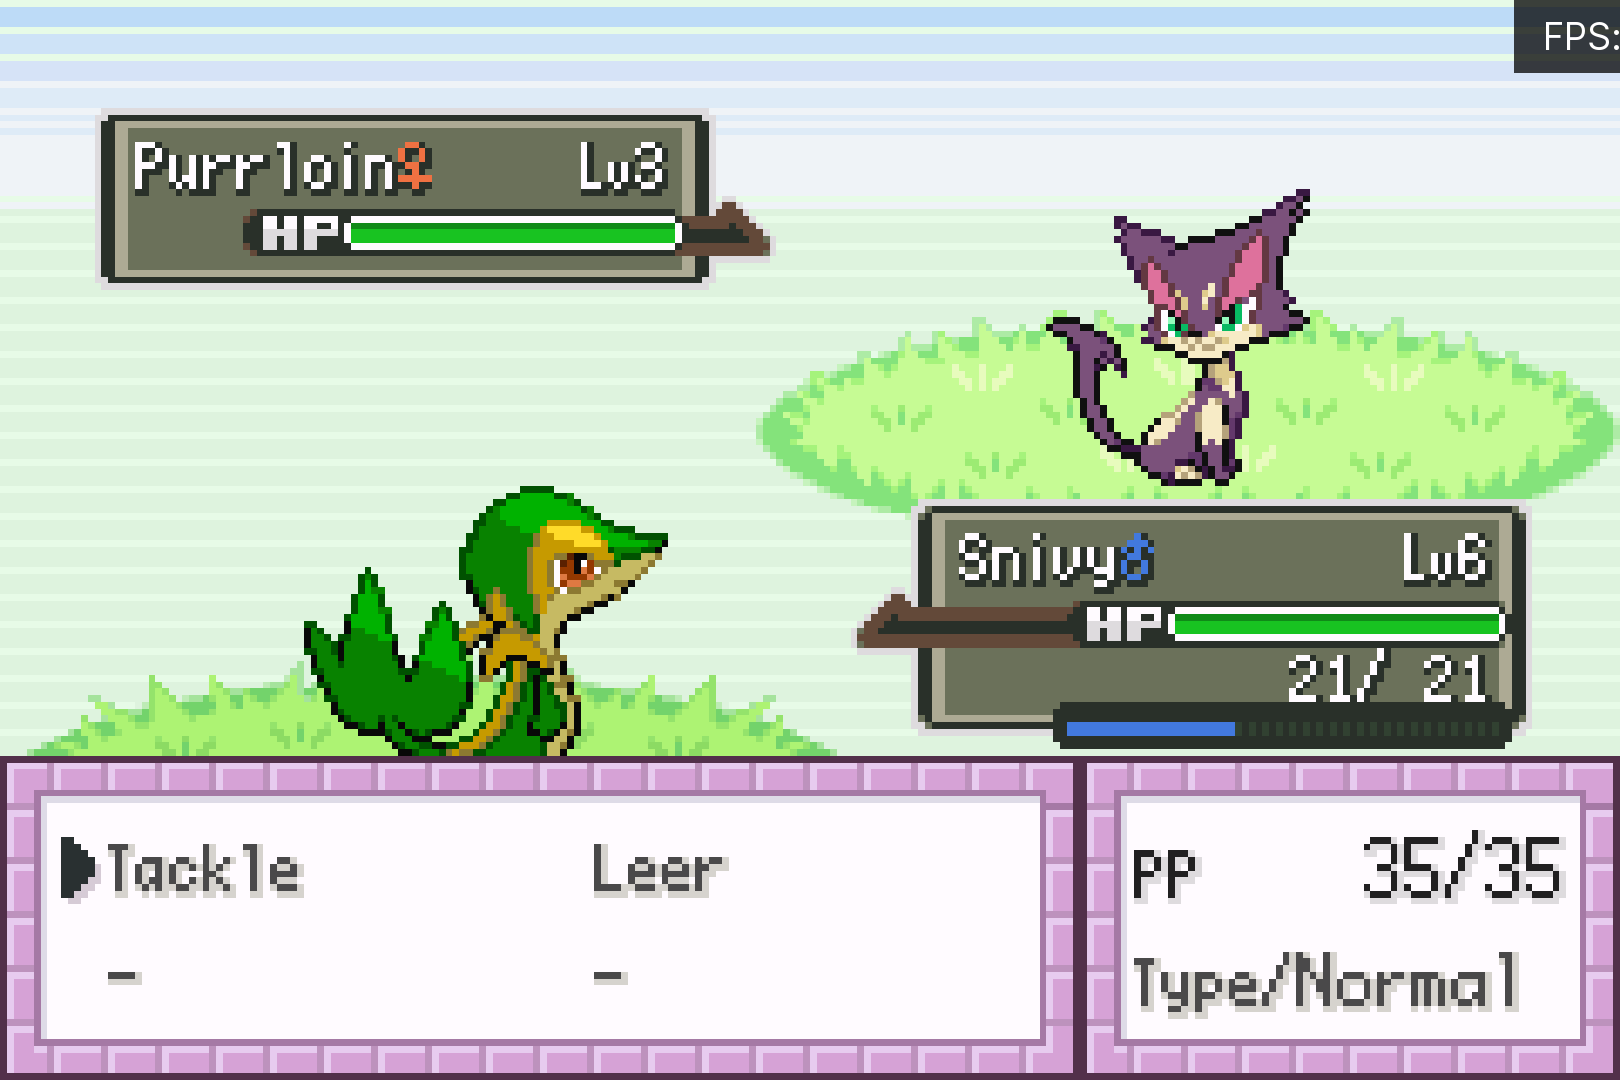 FPS:
Purrloin♀ Lv3
HP
Snivy♂ Lv6
HP
21/ 21
Tackle Leer
- -
PP 35/35
Type/Normal